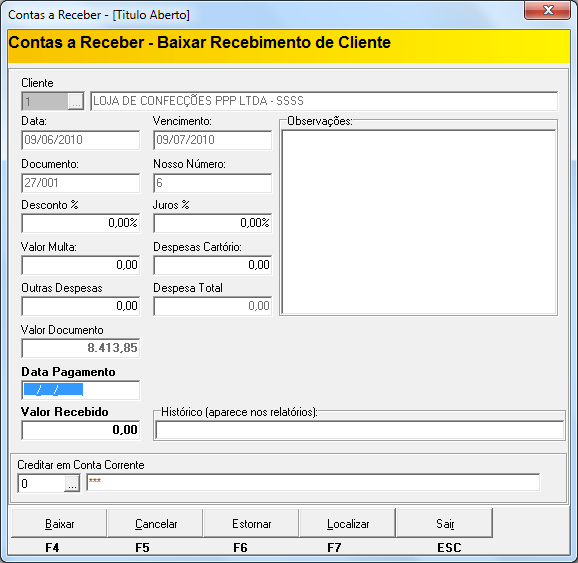 Contas a Receber - [Titulo Aberto]
Contas a Receber - Baixar Recebimento de Cliente
Cliente
1 ... LOJA DE CONFECÇÕES PPP LTDA - SSSS
Data: Vencimento: Observações:
09/06/2010 09/07/2010
Documento: Nosso Número:
27/001 6
Desconto % Juros %
0,00% 0,00%
Valor Multa: Despesas Cartório:
0,00 0,00
Outras Despesas Despesa Total
0,00 0,00
Valor Documento
8.413,85
Data Pagamento
__/__/____
Valor Recebido Histórico (aparece nos relatórios):
0,00
Creditar em Conta Corrente
0 ... ***
Baixar Cancelar Estornar Localizar Sair
F4 F5 F6 F7 ESC